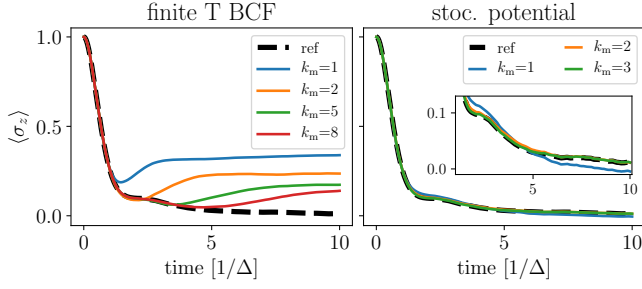 finite T BCF
stoc. potential
⟨σz⟩
1.0
0.5
0.0
ref
km=1
km=2
km=5
km=8
0
5
10
time [1/Δ]
ref
km=1
km=2
km=3
0.1
0.0
5
10
0
5
10
time [1/Δ]